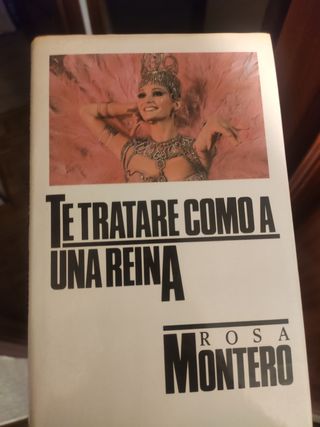 TE TRATARE COMO A
UNA REINA
ROSA
MONTERO